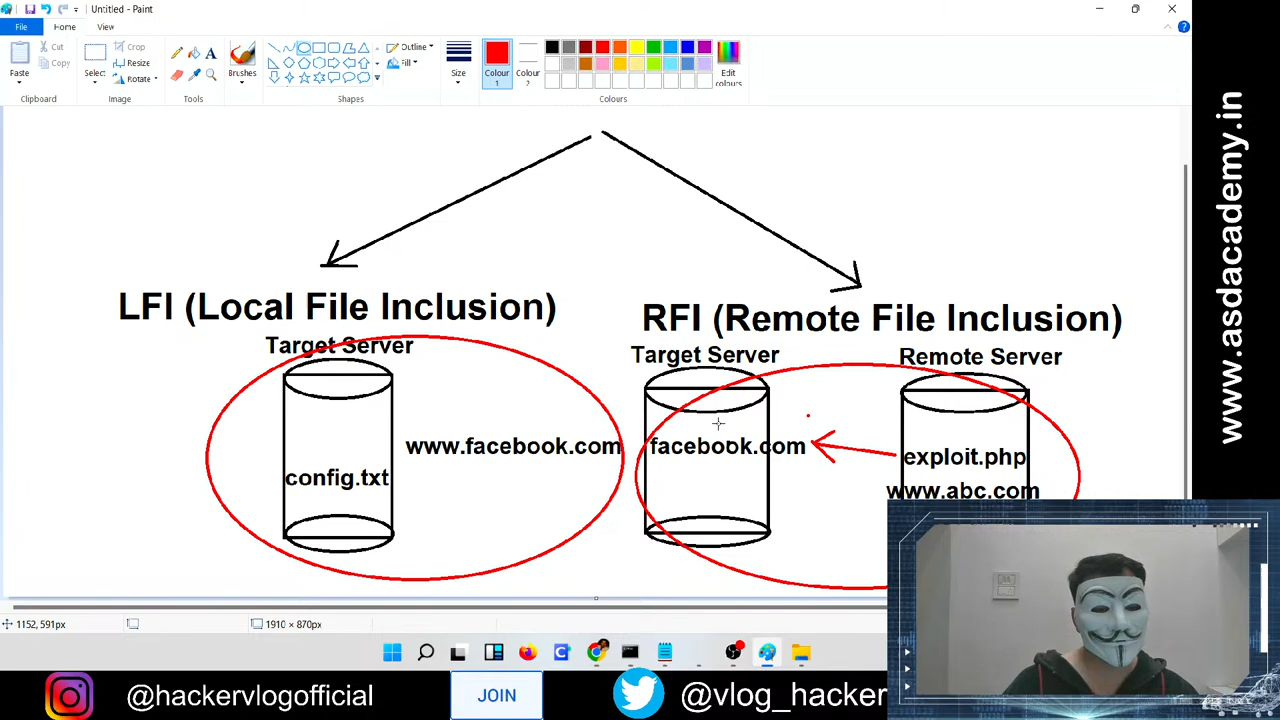 Untitled - Paint
File
Home
View
Paste
Cut
Copy
Clipboard
Select
Crop
Resize
Rotate
Image
A
Tools
Brushes
Outline
Fill
Shapes
Size
Colour 1
Colour 2
Edit colours
Colours
LFI (Local File Inclusion)
Target Server
www.facebook.com
config.txt
RFI (Remote File Inclusion)
Target Server
Remote Server
facebook.com
exploit.php
www.abc.com
1152, 591px
1910 × 870px
@hackervlogofficial
JOIN
@vlog_hacker
www.asdacademy.in